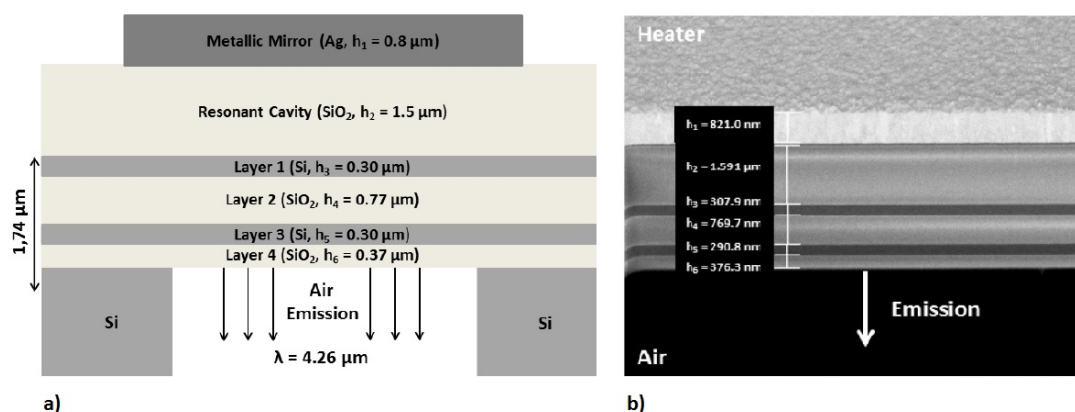 Metallic Mirror (Ag, h₁ = 0.8 µm)
Resonant Cavity (SiO₂, h₂ = 1.5 µm)
Layer 1 (Si, h₃ = 0.30 µm)
Layer 2 (SiO₂, h₄ = 0.77 µm)
Layer 3 (Si, h₅ = 0.30 µm)
Layer 4 (SiO₂, h₆ = 0.37 µm)
1,74 µm
Air
Emission
Si
Si
λ = 4.26 µm
a)
Heater
h₁ = 821.0 nm
h₂ – 1.591 µm
h₃ = 307.9 nm
h₄ = 769.7 nm
h₅ = 290.8 nm
h₆ = 376.3 nm
Emission
Air
b)